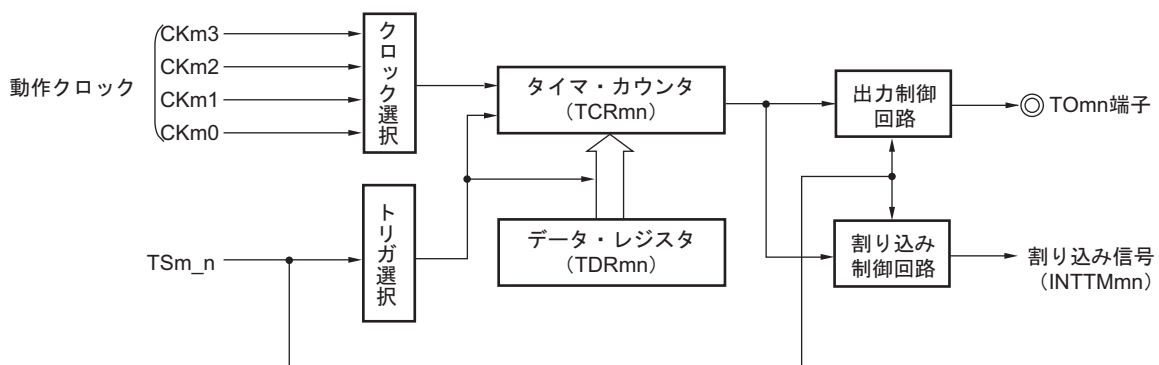 動作クロック
CKm3
CKm2
CKm1
CKm0
クロック選択
タイマ・カウンタ
(TCRmn)
出力制御
回路
TOmn端子
TSm_n
トリガ選択
データ・レジスタ
(TDRmn)
割り込み
制御回路
割り込み信号
(INTTMmn)